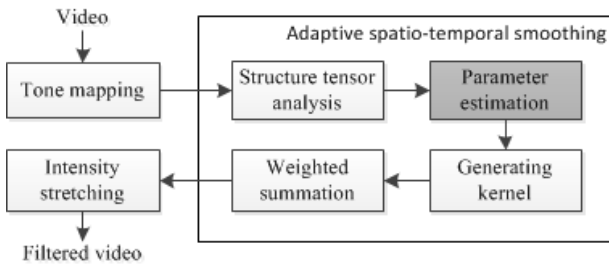 Video
Adaptive spatio-temporal smoothing
Tone mapping
Structure tensor
analysis
Parameter
estimation
Intensity
stretching
Weighted
summation
Generating
kernel
Filtered video